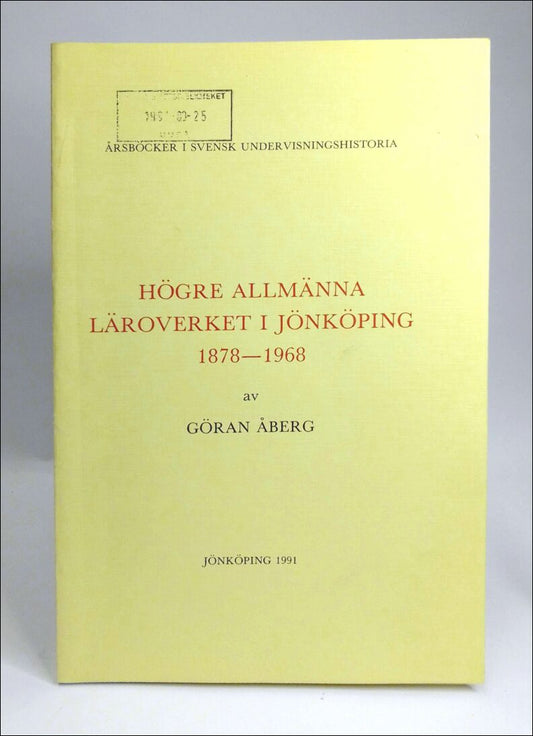 ÅRSBÖCKER I SVENSK UNDERVISNINGSHISTORIA
HÖGRE ALLMÄNNA
LÄROVERKET I JÖNKÖPING
1878—1968
av
GÖRAN ÅBERG
JÖNKÖPING 1991